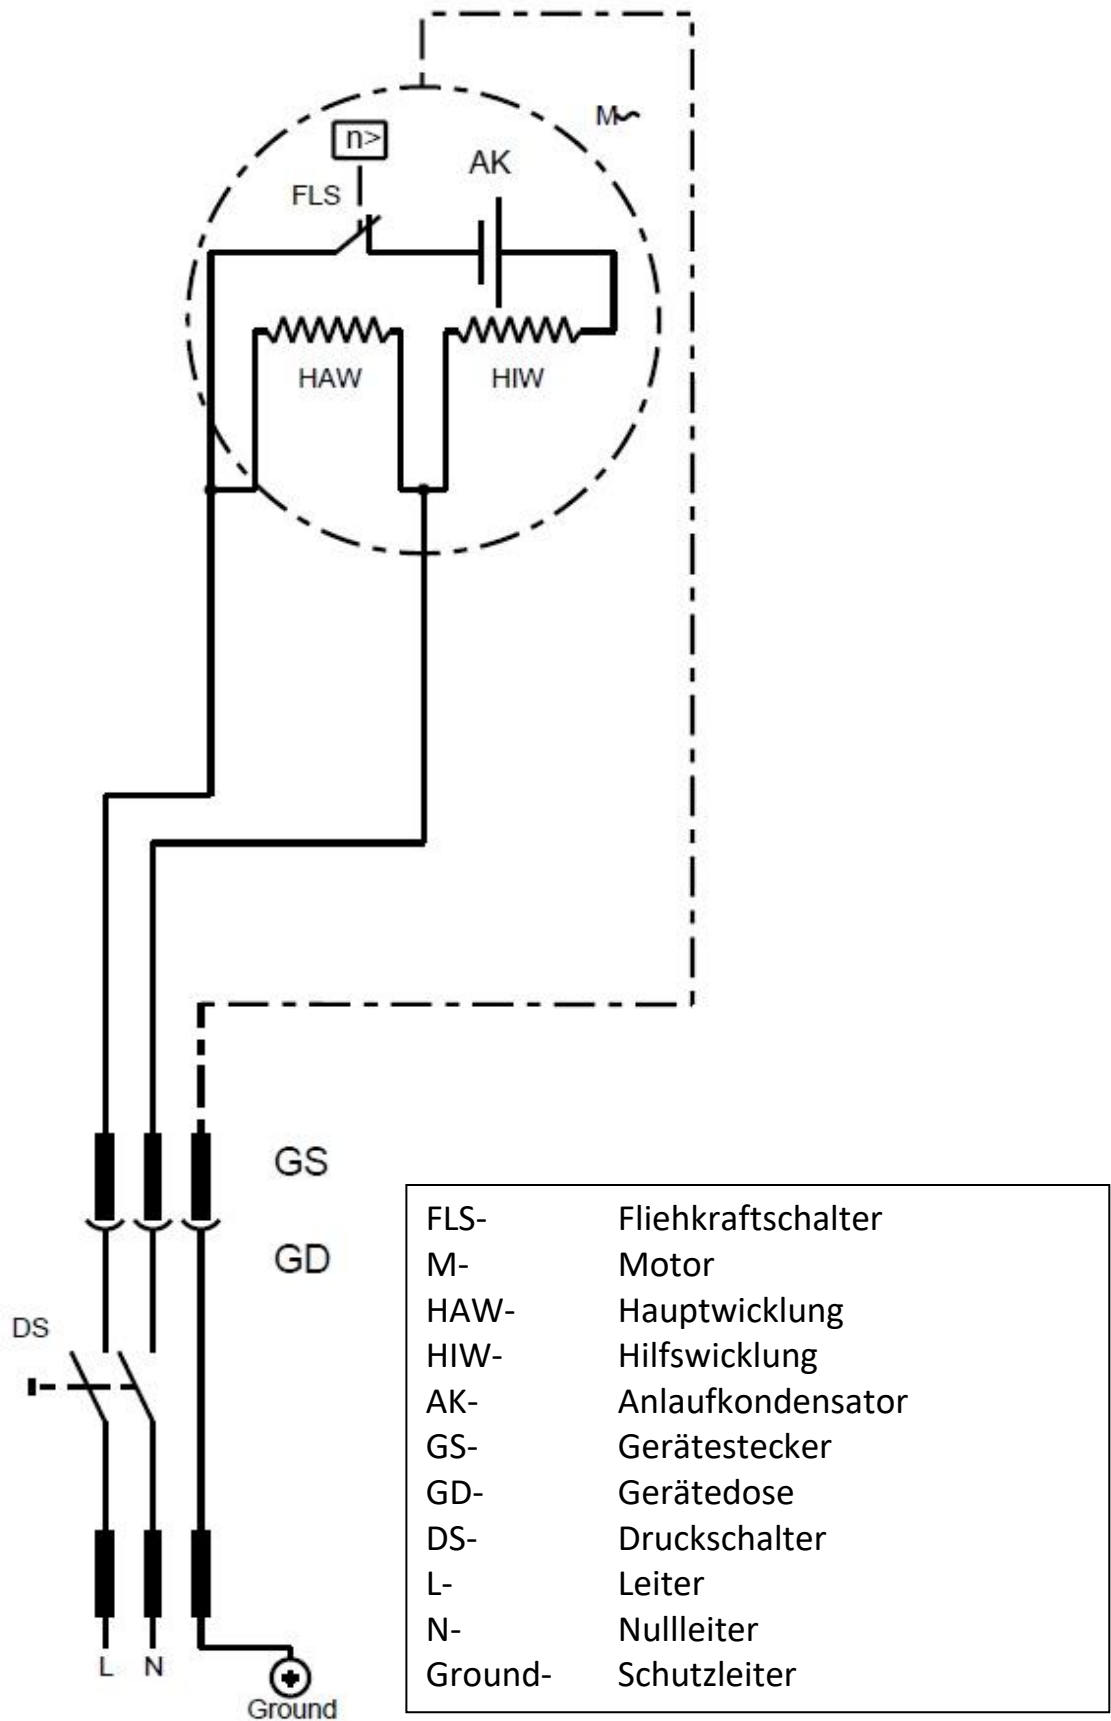 M~
n>
AK
FLS
HAW
HIW
GS
GD
DS
L N
Ground
FLS- Fliehkraftschalter
M- Motor
HAW- Hauptwicklung
HIW- Hilfswicklung
AK- Anlaufkondensator
GS- Gerätestecker
GD- Gerätedose
DS- Druckschalter
L- Leiter
N- Nullleiter
Ground- Schutzleiter